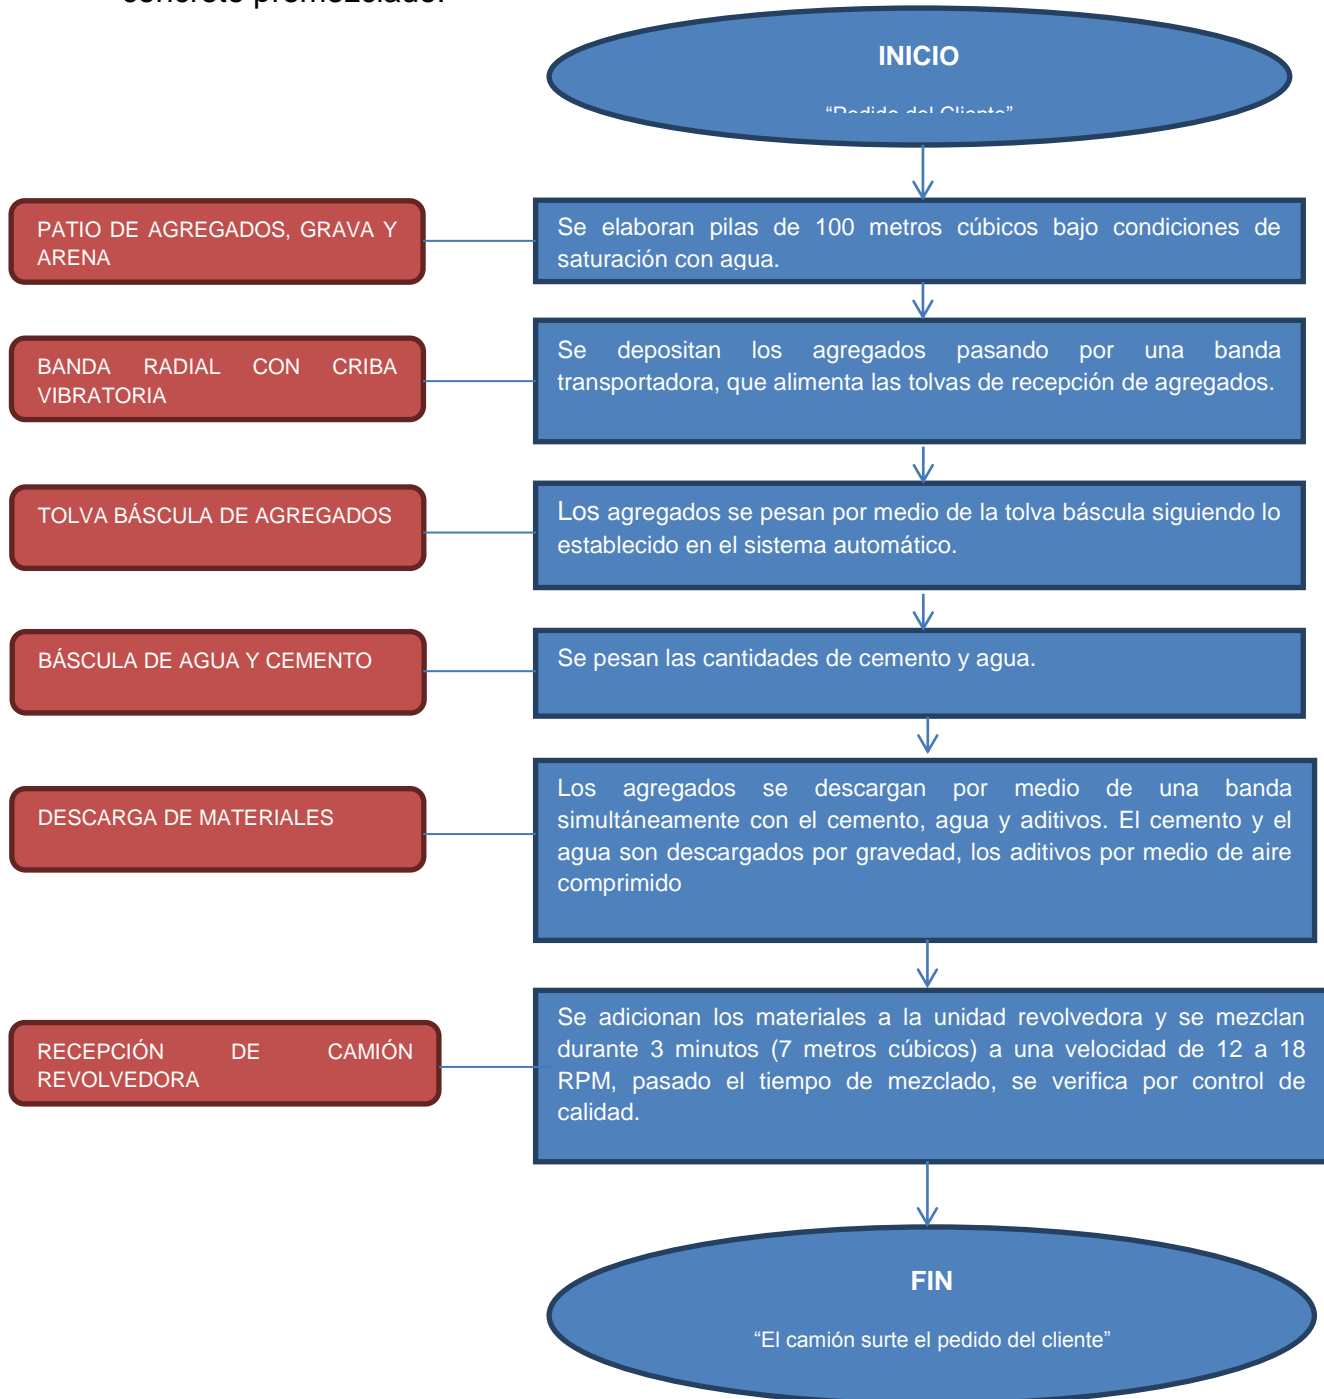 concreto premezclado.
INICIO
“Pedido del Cliente”
PATIO DE AGREGADOS, GRAVA Y
ARENA
Se elaboran pilas de 100 metros cúbicos bajo condiciones de
saturación con agua.
BANDA RADIAL CON CRIBA
VIBRATORIA
Se depositan los agregados pasando por una banda
transportadora, que alimenta las tolvas de recepción de agregados.
TOLVA BÁSCULA DE AGREGADOS
Los agregados se pesan por medio de la tolva báscula siguiendo lo
establecido en el sistema automático.
BÁSCULA DE AGUA Y CEMENTO
Se pesan las cantidades de cemento y agua.
DESCARGA DE MATERIALES
Los agregados se descargan por medio de una banda
simultáneamente con el cemento, agua y aditivos. El cemento y el
agua son descargados por gravedad, los aditivos por medio de aire
comprimido
RECEPCIÓN DE CAMIÓN
REVOLVEDORA
Se adicionan los materiales a la unidad revolvedora y se mezclan
durante 3 minutos (7 metros cúbicos) a una velocidad de 12 a 18
RPM, pasado el tiempo de mezclado, se verifica por control de
calidad.
FIN
“El camión surte el pedido del cliente”